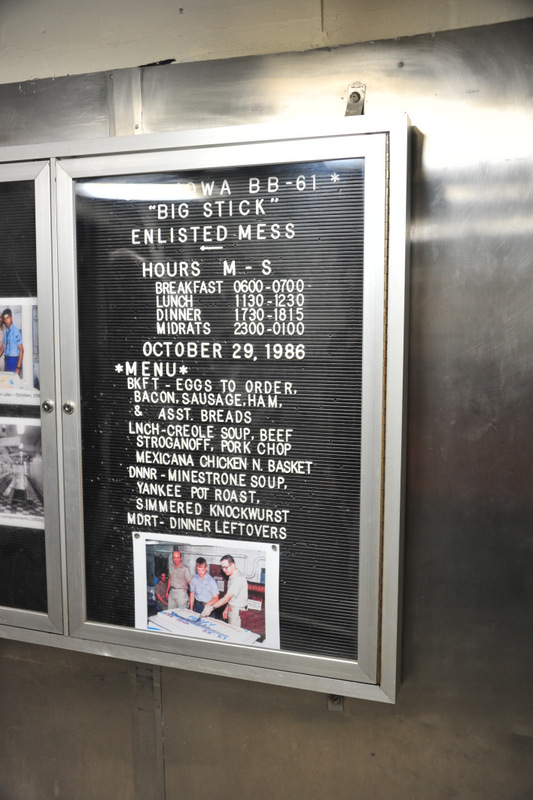 IOWA BB-61 *
"BIG STICK"
ENLISTED MESS
←
HOURS M - S
BREAKFAST 0600-0700-
LUNCH 1130-1230
DINNER 1730-1815
MIDRATS 2300-0100
OCTOBER 29, 1986
*MENU*
BKFT - EGGS TO ORDER,
BACON, SAUSAGE, HAM,
& ASST. BREADS
LNCH-CREOLE SOUP, BEEF
STROGANOFF, PORK CHOP
MEXICANA CHICKEN N. BASKET
DNNR - MINESTRONE SOUP,
YANKEE POT ROAST,
SIMMERED KNOCKWURST
MDRT- DINNER LEFTOVERS